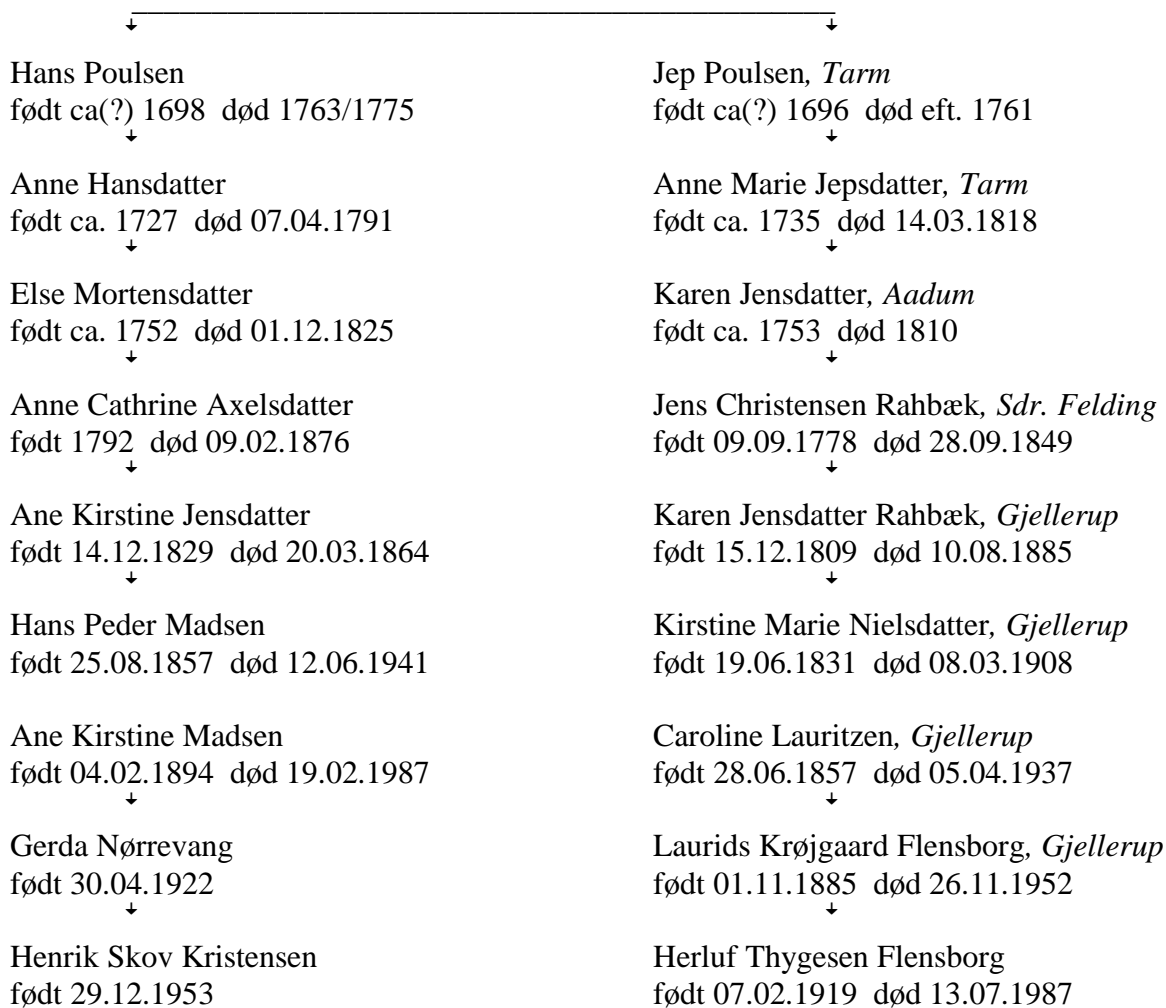 Hans Poulsen
født ca(?) 1698  død 1763/1775
Anne Hansdatter
født ca. 1727  død 07.04.1791
Else Mortensdatter
født ca. 1752  død 01.12.1825
Anne Cathrine Axelsdatter
født 1792  død 09.02.1876
Ane Kirstine Jensdatter
født 14.12.1829  død 20.03.1864
Hans Peder Madsen
født 25.08.1857  død 12.06.1941
Ane Kirstine Madsen
født 04.02.1894  død 19.02.1987
Gerda Nørrevang
født 30.04.1922
Henrik Skov Kristensen
født 29.12.1953
Jep Poulsen, Tarm
født ca(?) 1696  død eft. 1761
Anne Marie Jepsdatter, Tarm
født ca. 1735  død 14.03.1818
Karen Jensdatter, Aadum
født ca. 1753  død 1810
Jens Christensen Rahbæk, Sdr. Felding
født 09.09.1778  død 28.09.1849
Karen Jensdatter Rahbæk, Gjellerup
født 15.12.1809  død 10.08.1885
Kirstine Marie Nielsdatter, Gjellerup
født 19.06.1831  død 08.03.1908
Caroline Lauritzen, Gjellerup
født 28.06.1857  død 05.04.1937
Laurids Krøjgaard Flensborg, Gjellerup
født 01.11.1885  død 26.11.1952
Herluf Thygesen Flensborg
født 07.02.1919  død 13.07.1987